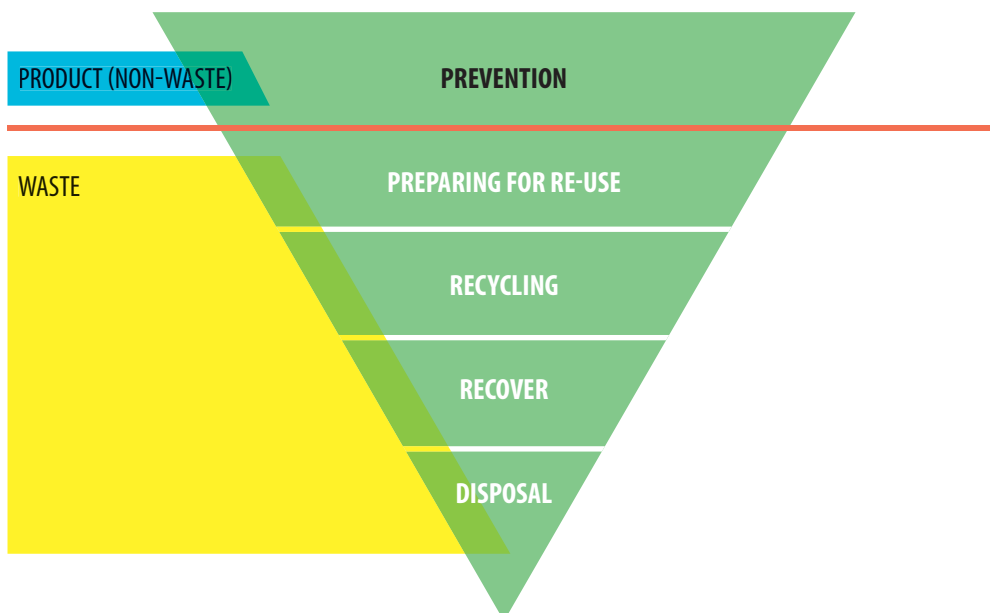 PRODUCT (NON-WASTE)
PREVENTION
WASTE
PREPARING FOR RE-USE
RECYCLING
RECOVER
DISPOSAL